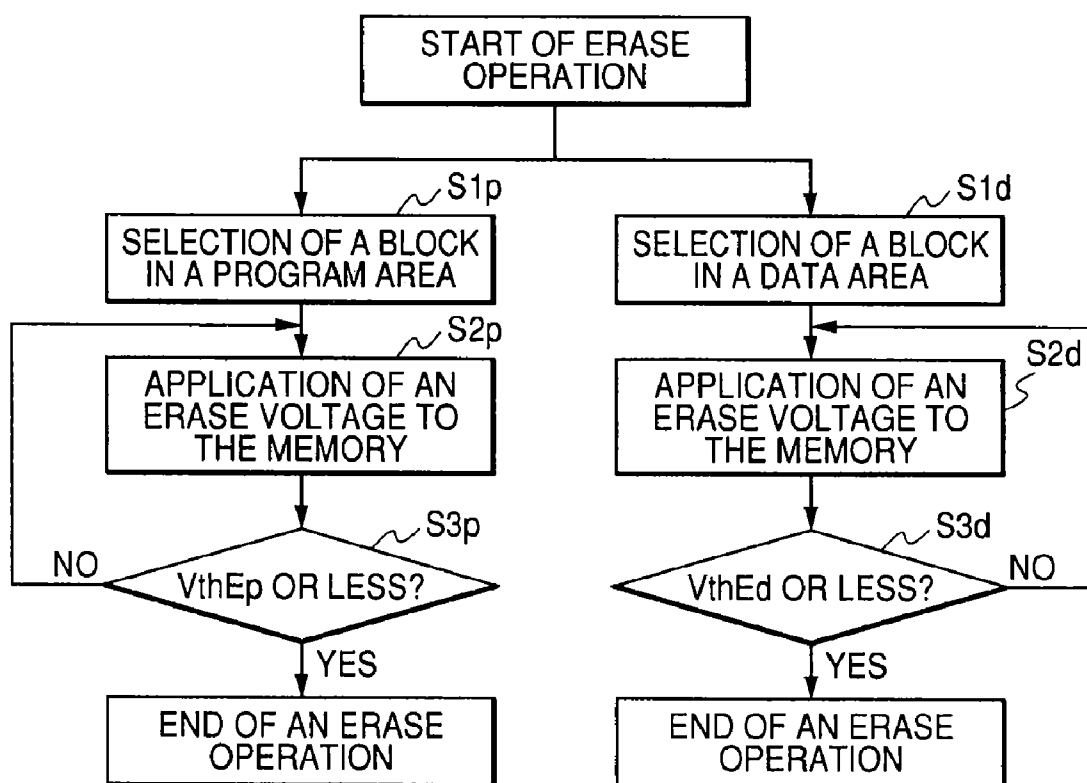 START OF ERASE
OPERATION
S1p
SELECTION OF A BLOCK
IN A PROGRAM AREA
S2p
APPLICATION OF AN
ERASE VOLTAGE TO
THE MEMORY
S3p
VthEp OR LESS?
NO
YES
END OF AN ERASE
OPERATION
S1d
SELECTION OF A BLOCK
IN A DATA AREA
S2d
APPLICATION OF AN
ERASE VOLTAGE TO
THE MEMORY
S3d
VthEd OR LESS?
NO
YES
END OF AN ERASE
OPERATION